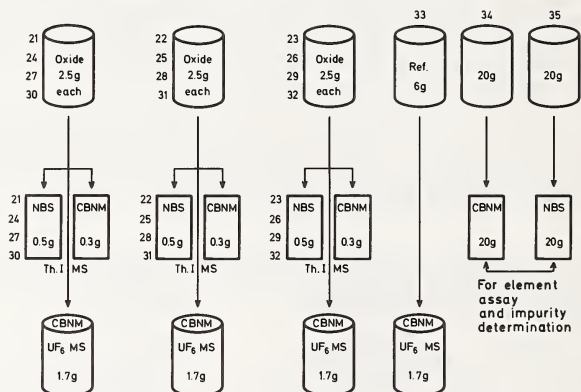 33 34 35
21 22 23
24 Oxide 25 Oxide 26 Oxide Ref. 20g 20g
27 2.5g 28 2.5g 29 2.5g 6g
30 each 31 each 32 each
21 NBS CBNM 22 NBS CBNM 23 NBS CBNM CBNM NBS
24 25 26
27 0.5g 0.3g 28 0.5g 0.3g 29 0.5g 0.3g 20g 20g
30 31 32
Th. I MS Th. I MS Th. I MS
For element
assay
and impurity
determination
CBNM CBNM CBNM CBNM
UF6 MS UF6 MS UF6 MS UF6 MS
1.7g 1.7g 1.7g 1.7g